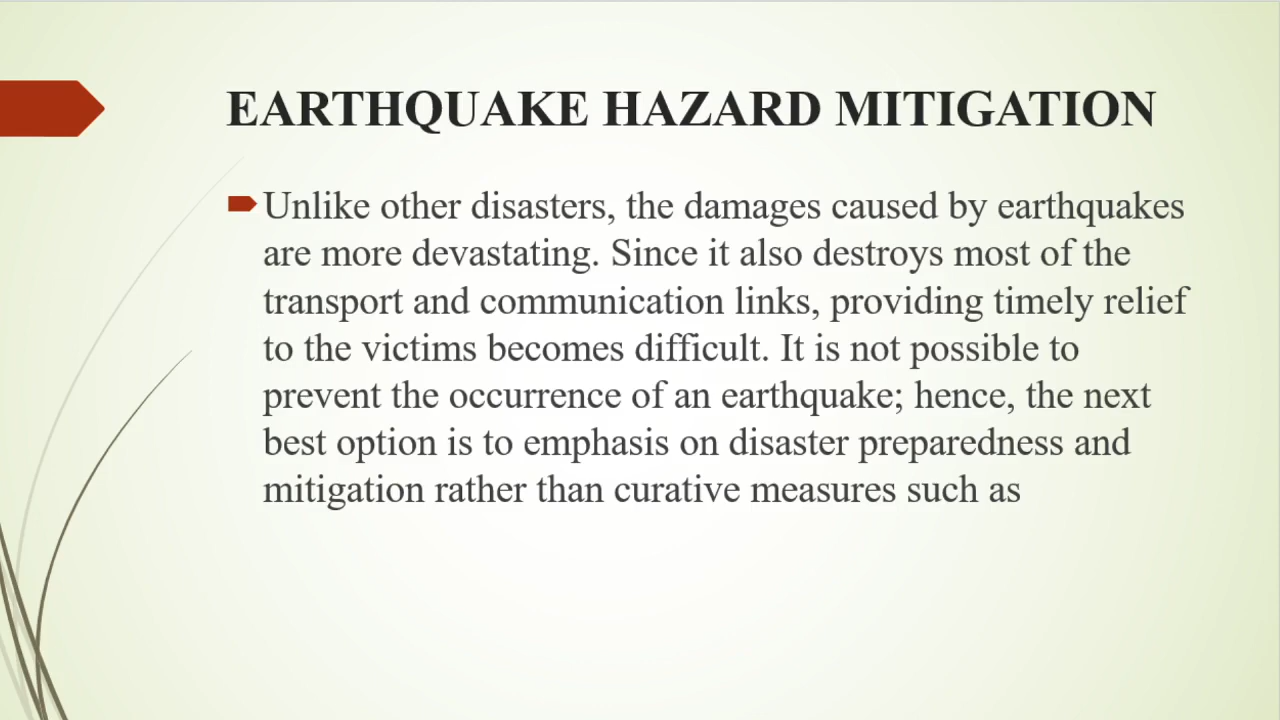 EARTHQUAKE HAZARD MITIGATION
Unlike other disasters, the damages caused by earthquakes
are more devastating. Since it also destroys most of the
transport and communication links, providing timely relief
to the victims becomes difficult. It is not possible to
prevent the occurrence of an earthquake; hence, the next
best option is to emphasis on disaster preparedness and
mitigation rather than curative measures such as